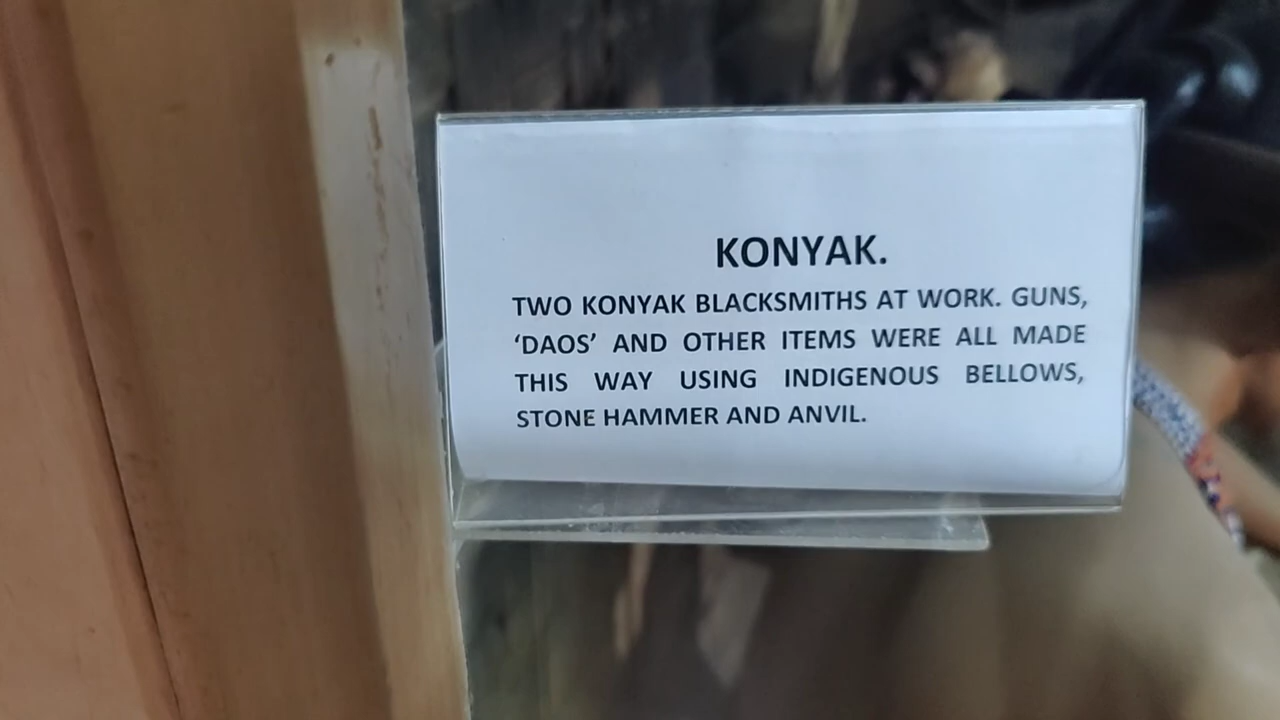 KONYAK.
TWO KONYAK BLACKSMITHS AT WORK. GUNS,
‘DAOS’ AND OTHER ITEMS WERE ALL MADE
THIS WAY USING INDIGENOUS BELLOWS,
STONE HAMMER AND ANVIL.